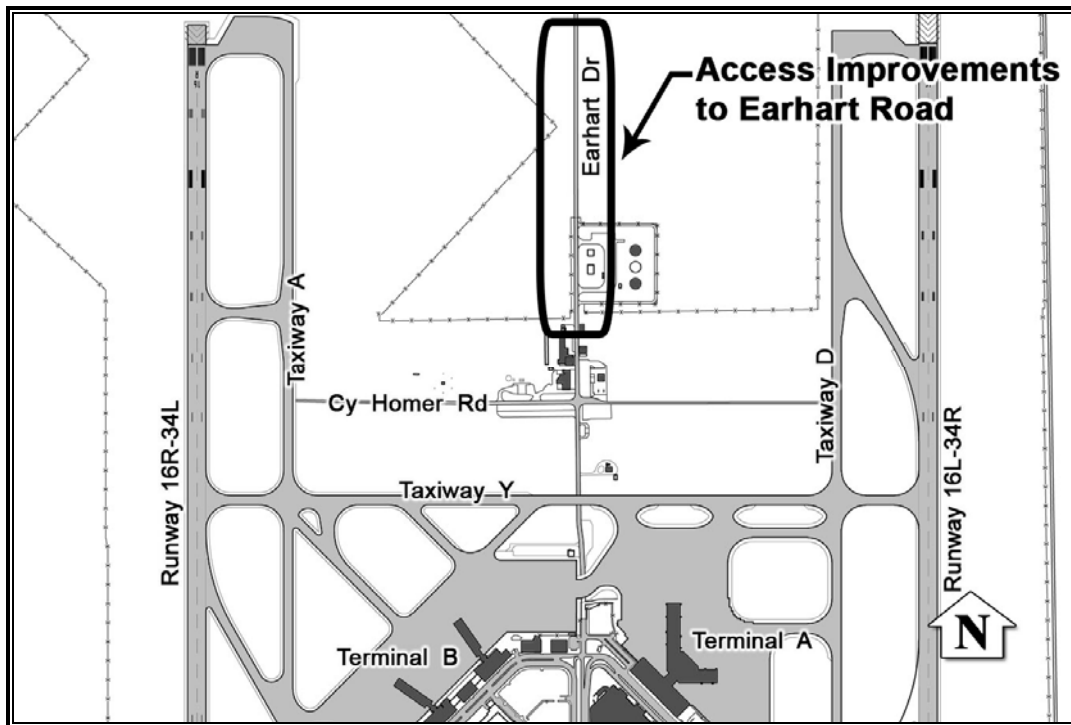 Earhart Dr
Access Improvements
to Earhart Road
Taxiway A
Cy Homer Rd
Taxiway D
Runway 16R-34L
Taxiway Y
Runway 16L-34R
N
Terminal B
Terminal A